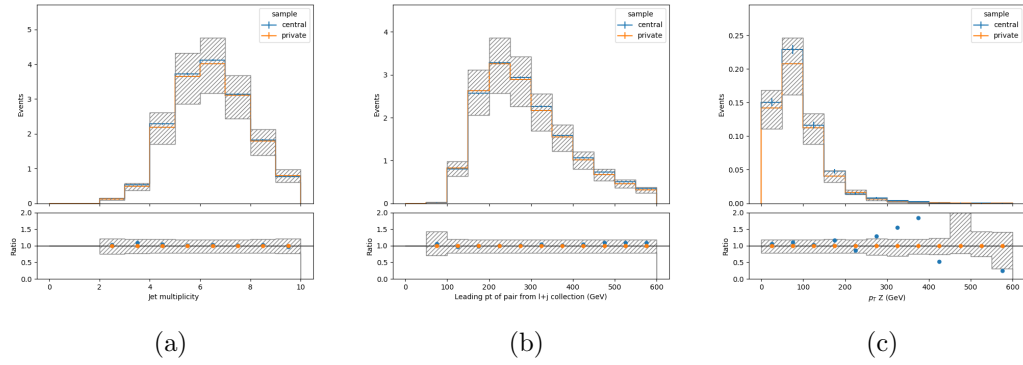 sample
central
private
Events
5
4
3
2
1
0
Ratio
2.0
1.5
1.0
0.5
0.0
0 2 4 6 8 10
Jet multiplicity
(a)
sample
central
private
Events
4
3
2
1
0
Ratio
2.0
1.5
1.0
0.5
0.0
0 100 200 300 400 500 600
Leading pt of pair from l+j collection (GeV)
(b)
sample
central
private
Events
0.25
0.20
0.15
0.10
0.05
0.00
Ratio
2.0
1.5
1.0
0.5
0.0
0 100 200 300 400 500 600
pT Z (GeV)
(c)